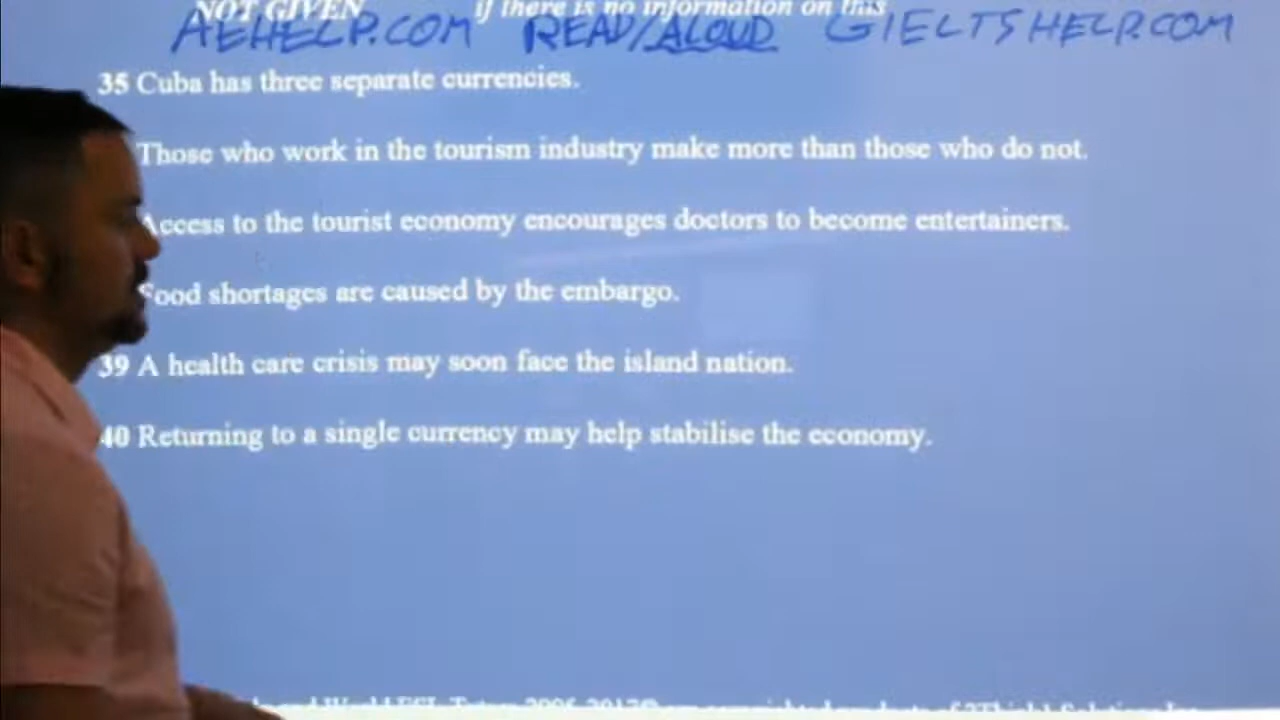 NOT GIVEN if there is no information on this
AEHELP.COM READ/ALOUD GIELTSHELP.COM
35 Cuba has three separate currencies.
Those who work in the tourism industry make more than those who do not.
Access to the tourist economy encourages doctors to become entertainers.
Food shortages are caused by the embargo.
39 A health care crisis may soon face the island nation.
40 Returning to a single currency may help stabilise the economy.